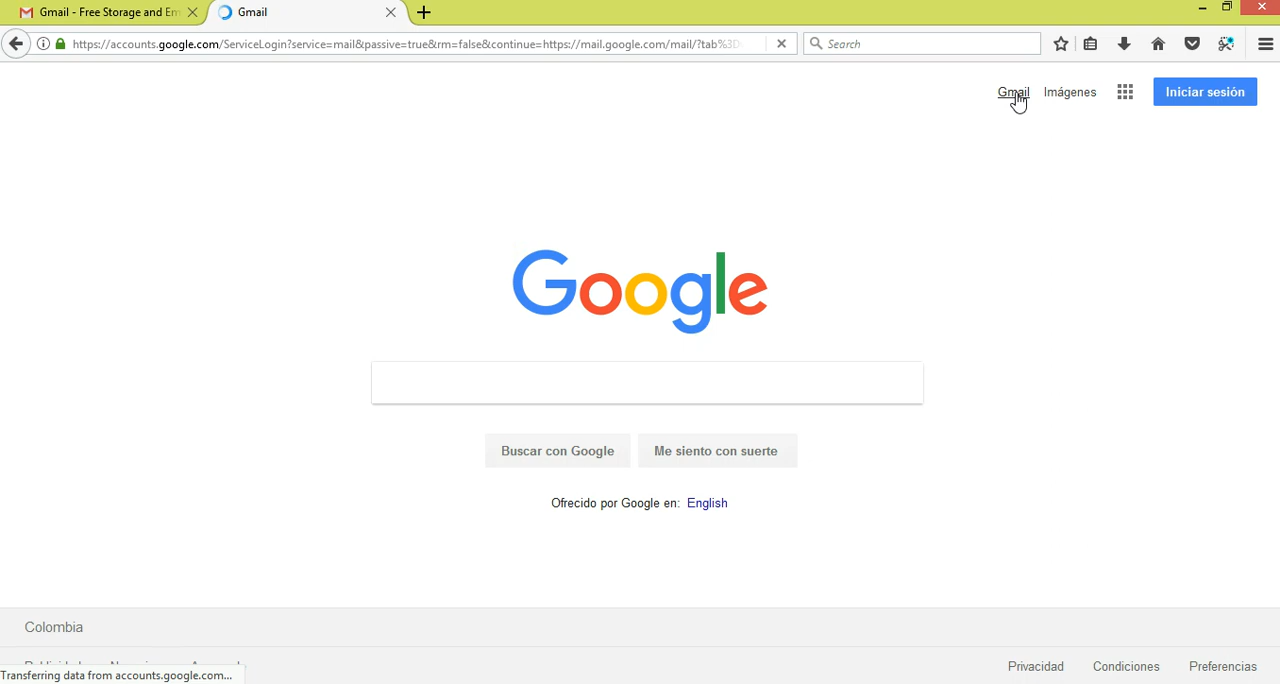 Gmail - Free Storage and Em
Gmail
https://accounts.google.com/ServiceLogin?service=mail&passive=true&rm=false&continue=https://mail.google.com/mail/?tab%3D
Search
Gmail
Imágenes
Iniciar sesión
Google
Buscar con Google
Me siento con suerte
Ofrecido por Google en: English
Colombia
Privacidad
Condiciones
Preferencias
Transferring data from accounts.google.com...